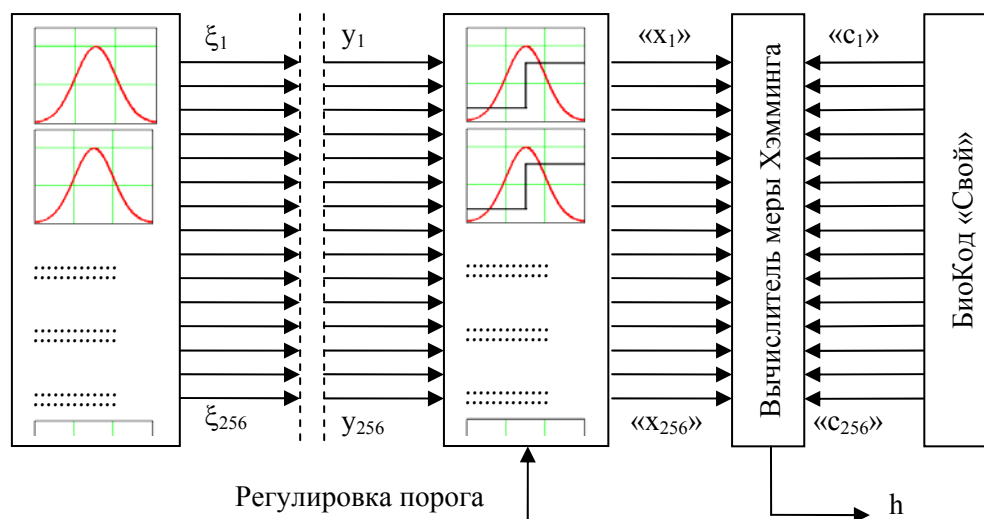 ξ₁ y₁ «x₁» «c₁»
Вычислитель меры Хэмминга
БиоКод «Свой»
ξ₂₅₆ y₂₅₆ «x₂₅₆» «c₂₅₆»
Регулировка порога
h